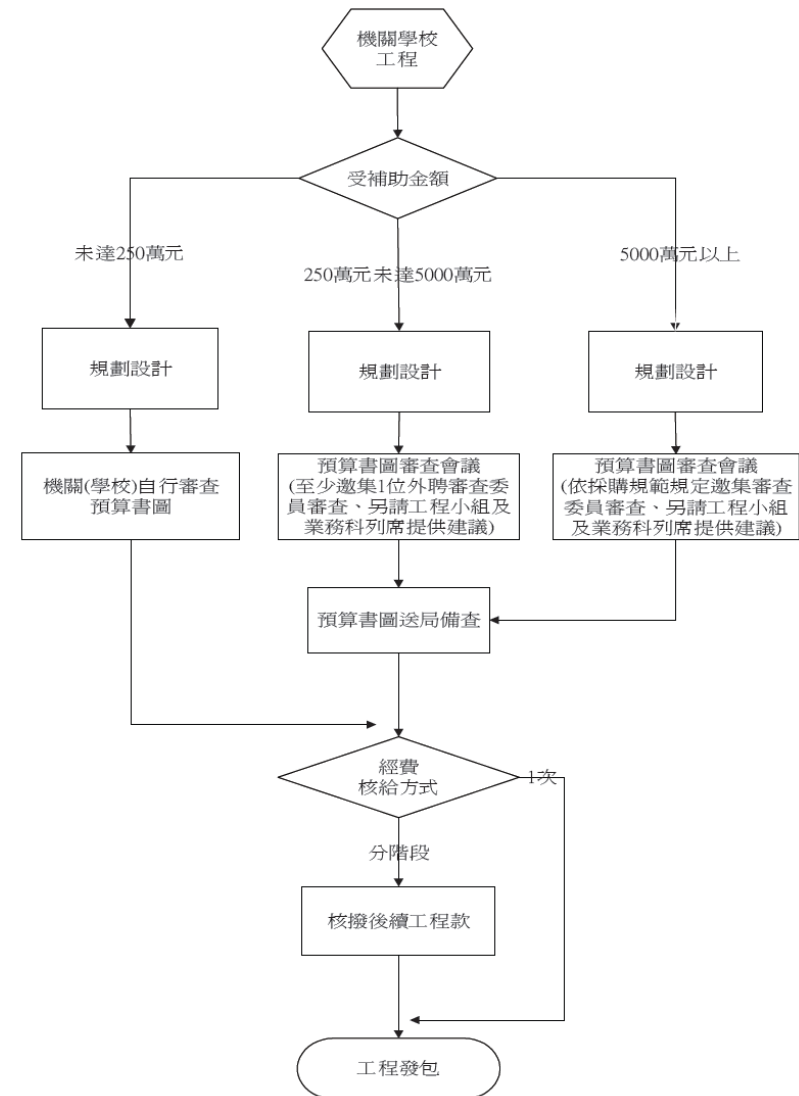 機關學校
工程
受補助金額
未達250萬元
250萬元未達5000萬元
5000萬元以上
規劃設計
規劃設計
規劃設計
機關(學校)自行審查
預算書圖
預算書圖審查會議
(至少邀集1位外聘審查委
員審查、另請工程小組及
業務科列席提供建議)
預算書圖審查會議
(依採購規範規定邀集審查
委員審查、另請工程小組
及業務科列席提供建議)
預算書圖送局備查
經費
核給方式
1次
分階段
核撥後續工程款
工程發包